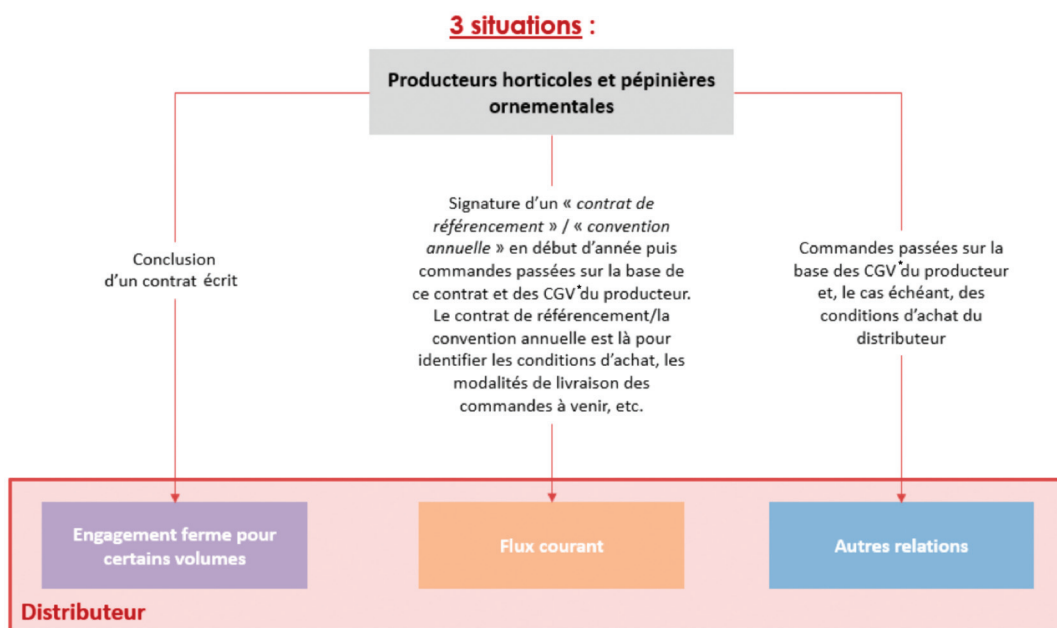 3 situations :
Producteurs horticoles et pépinières
ornementales
Conclusion
d'un contrat écrit
Signature d'un « contrat de
référencement » / « convention
annuelle » en début d'année puis
commandes passées sur la base de
ce contrat et des CGV* du producteur.
Le contrat de référencement/la
convention annuelle est là pour
identifier les conditions d'achat, les
modalités de livraison des
commandes à venir, etc.
Commandes passées sur la
base des CGV* du producteur
et, le cas échéant, des
conditions d'achat du
distributeur
Engagement ferme pour
certains volumes
Flux courant
Autres relations
Distributeur